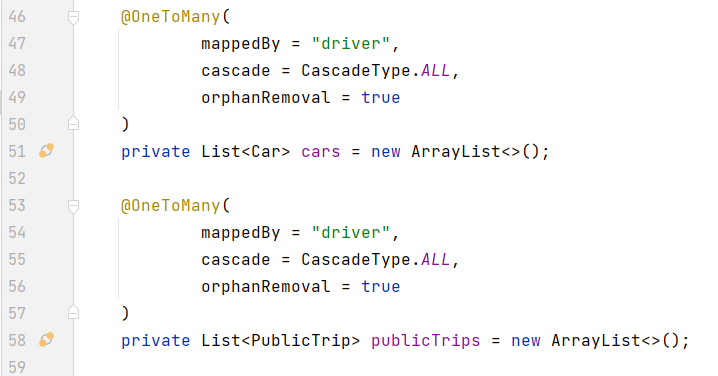 46 @OneToMany(
47 mappedBy = "driver",
48 cascade = CascadeType.ALL,
49 orphanRemoval = true
50 )
51 private List<Car> cars = new ArrayList<>();
52
53 @OneToMany(
54 mappedBy = "driver",
55 cascade = CascadeType.ALL,
56 orphanRemoval = true
57 )
58 private List<PublicTrip> publicTrips = new ArrayList<>();
59